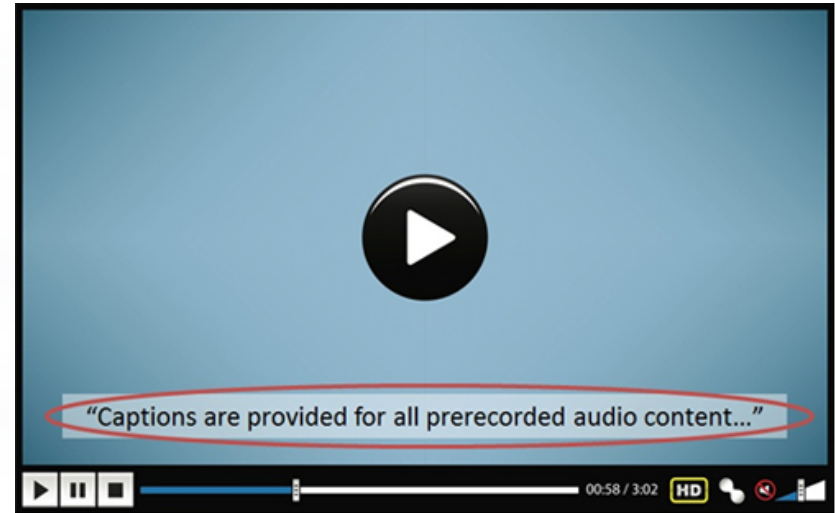 “Captions are provided for all prerecorded audio content...”
00:58 / 3:02 HD